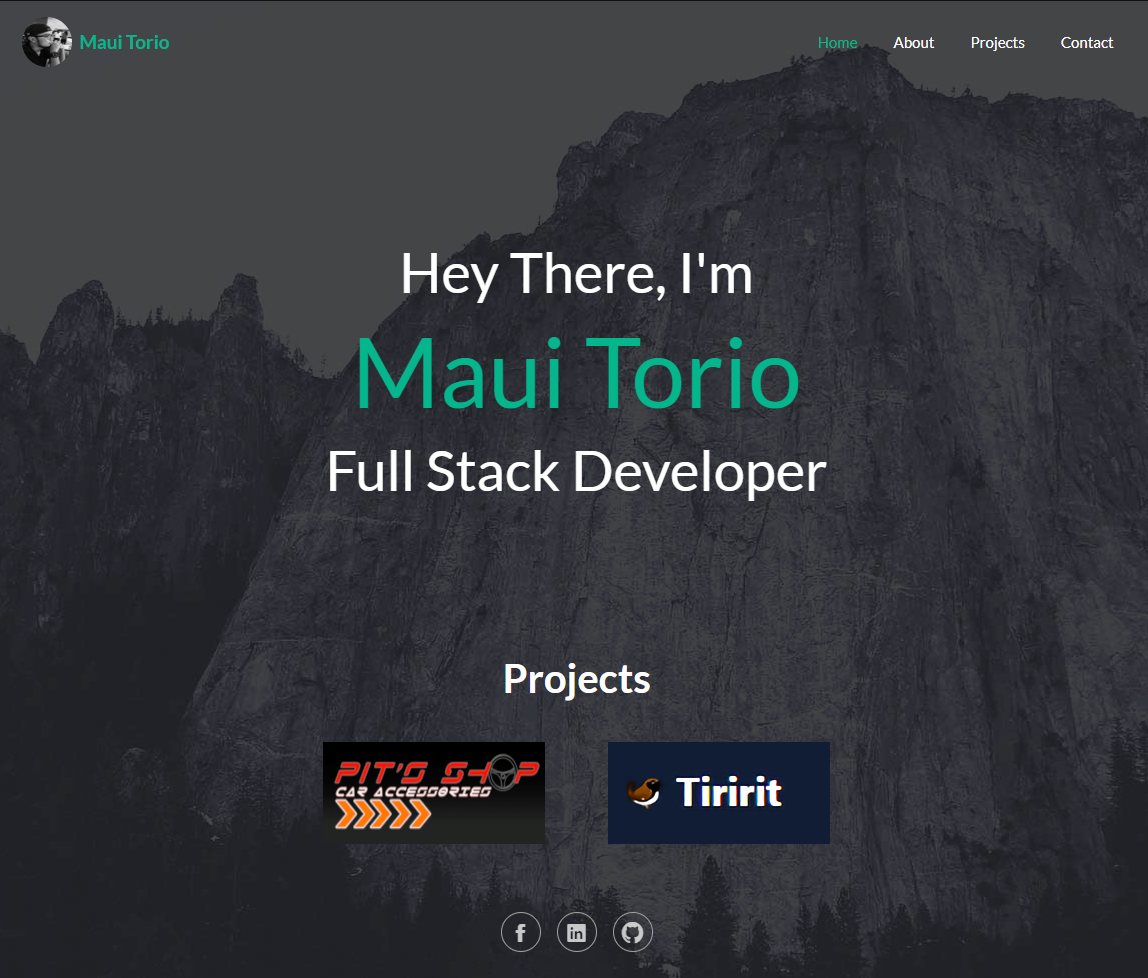 Maui Torio
Home About Projects Contact
Hey There, I'm
Maui Torio
Full Stack Developer
Projects
PIT'S SHOP
CAR ACCESSORIES
Tiririt